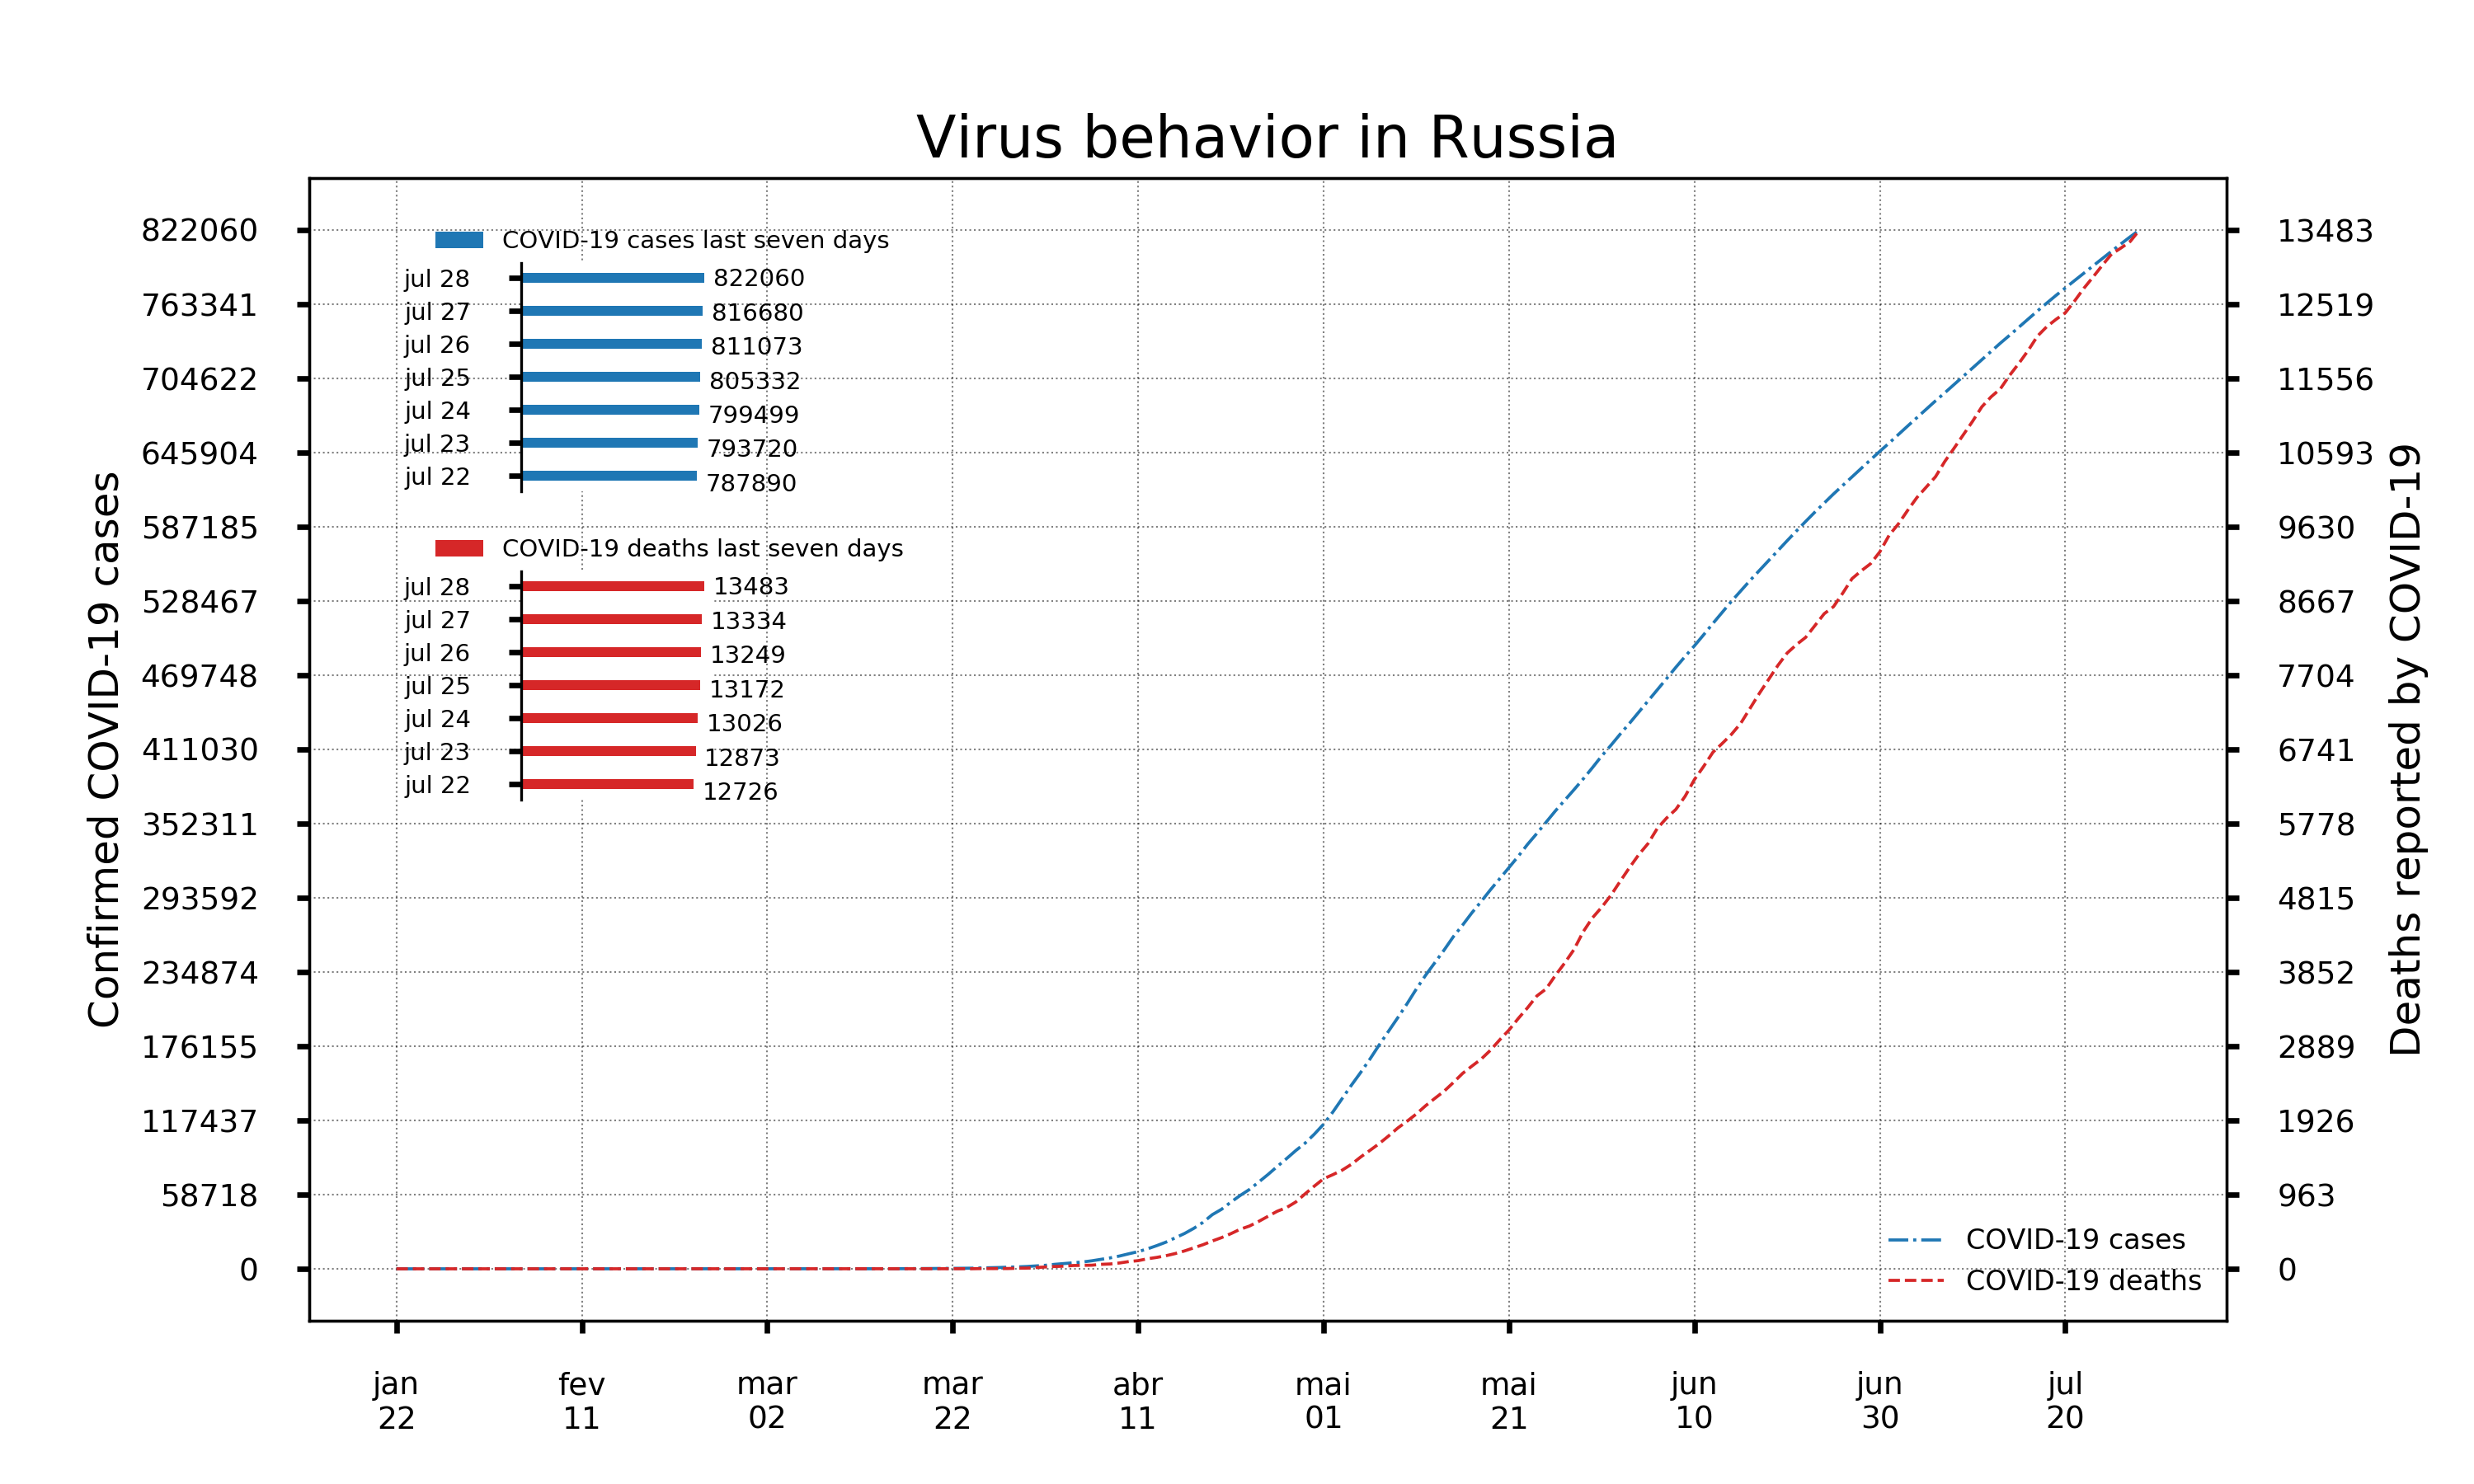 Virus behavior in Russia
Confirmed COVID-19 cases
822060
763341
704622
645904
587185
528467
469748
411030
352311
293592
234874
176155
117437
58718
0
COVID-19 cases last seven days
jul 28 822060
jul 27 816680
jul 26 811073
jul 25 805332
jul 24 799499
jul 23 793720
jul 22 787890
COVID-19 deaths last seven days
jul 28 13483
jul 27 13334
jul 26 13249
jul 25 13172
jul 24 13026
jul 23 12873
jul 22 12726
13483
12519
11556
10593
9630
8667
7704
6741
5778
4815
3852
2889
1926
963
0
Deaths reported by COVID-19
COVID-19 cases
COVID-19 deaths
jan fev mar mar abr mai mai jun jun jul
22 11 02 22 11 01 21 10 30 20